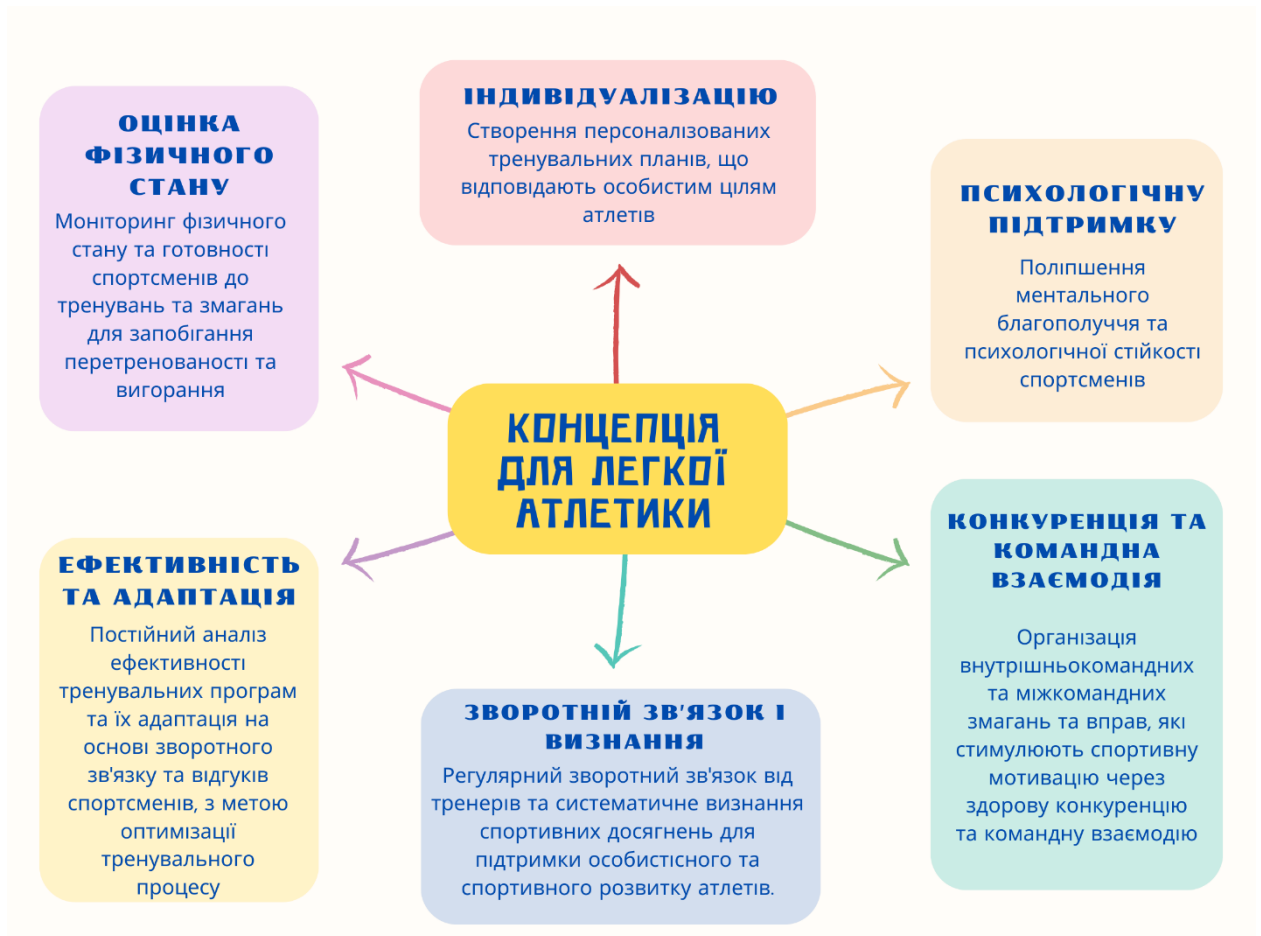 ІНДИВІДУАЛІЗАЦІЮ
Створення персоналізованих
тренувальних планів, що
відповідають особистим цілям
атлетів
ОЦІНКА
ФІЗИЧНОГО
СТАНУ
Моніторинг фізичного
стану та готовності
спортсменів до
тренувань та змагань
для запобігання
перетренованості та
вигорання
ПСИХОЛОГІЧНУ
ПІДТРИМКУ
Поліпшення
ментального
благополуччя та
психологічної стійкості
спортсменів
КОНЦЕПЦІЯ
ДЛЯ ЛЕГКОЇ
АТЛЕТИКИ
ЕФЕКТИВНІСТЬ
ТА АДАПТАЦІЯ
Постійний аналіз
ефективності
тренувальних програм
та їх адаптація на
основі зворотного
зв'язку та відгуків
спортсменів, з метою
оптимізації
тренувального
процесу
КОНКУРЕНЦІЯ ТА
КОМАНДНА
ВЗАЄМОДІЯ
Організація
внутрішньокомандних
та міжкомандних
змагань та вправ, які
стимулюють спортивну
мотивацію через
здорову конкуренцію
та командну взаємодію
ЗВОРОТНІЙ ЗВ'ЯЗОК І
ВИЗНАННЯ
Регулярний зворотний зв'язок від
тренерів та систематичне визнання
спортивних досягнень для
підтримки особистісного та
спортивного розвитку атлетів.